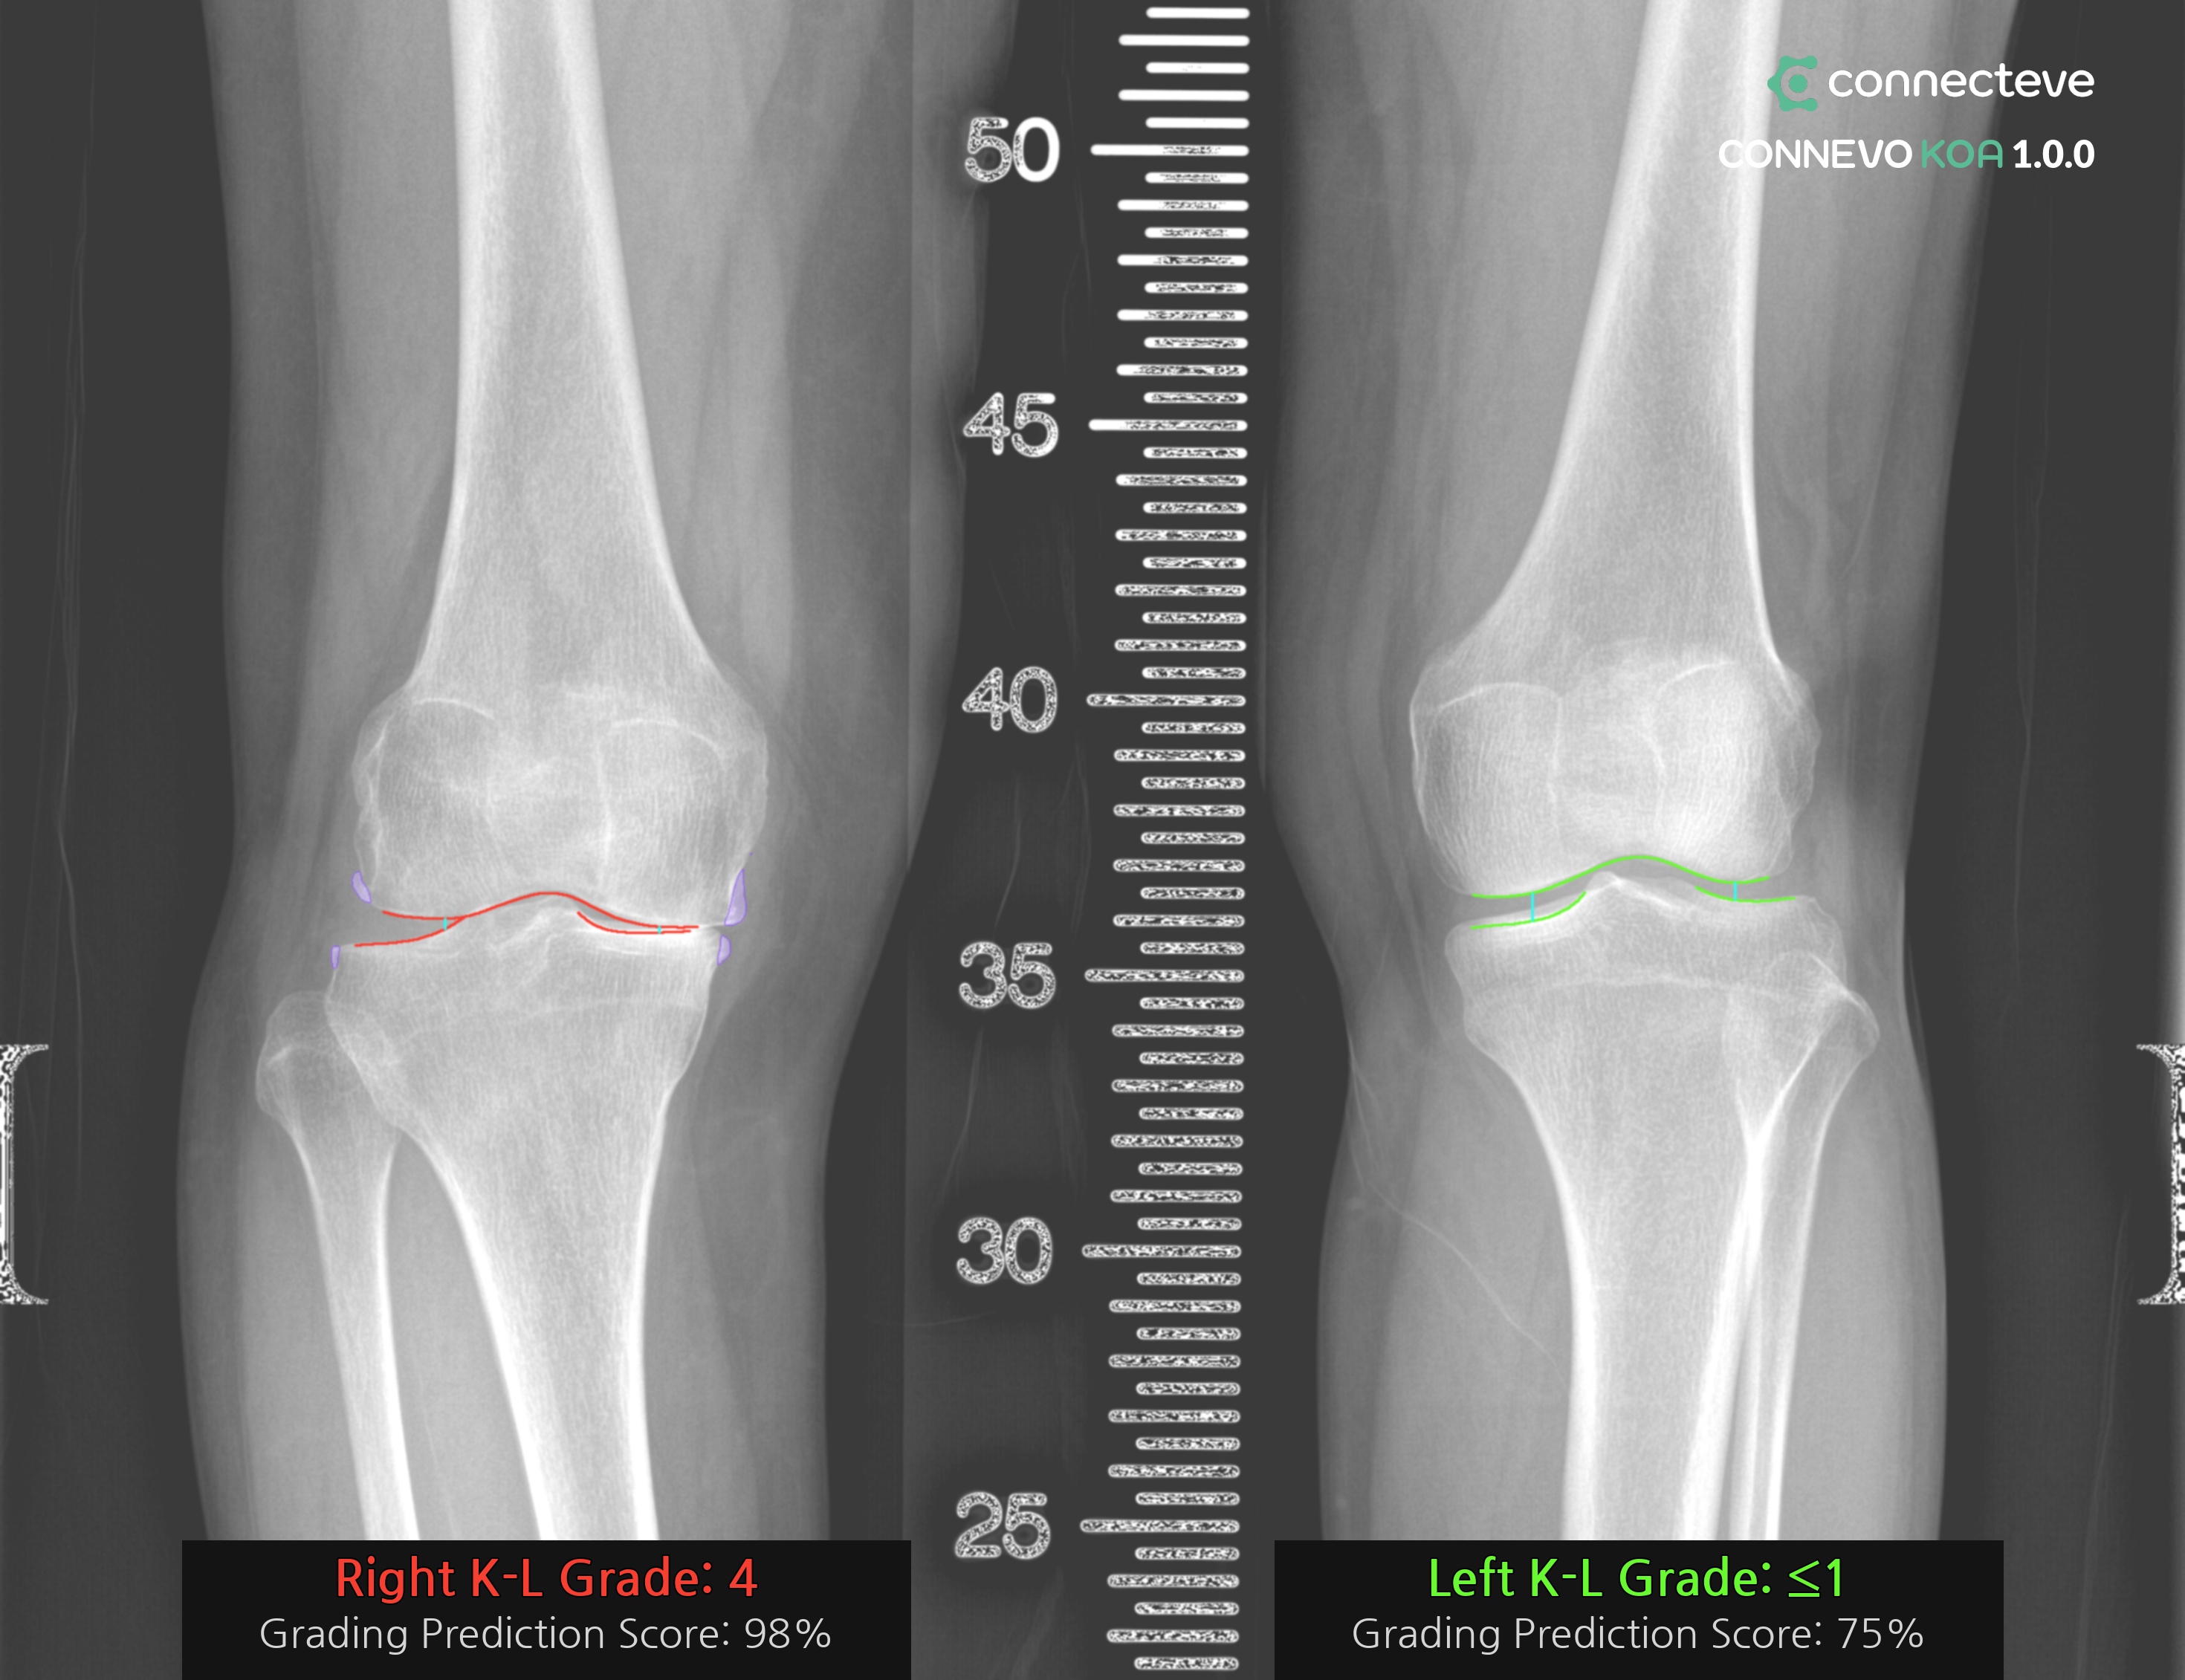 connecteve
CONNEVO KOA 1.0.0
50
45
40
35
30
25
Right K-L Grade: 4
Grading Prediction Score: 98%
Left K-L Grade: ≤1
Grading Prediction Score: 75%